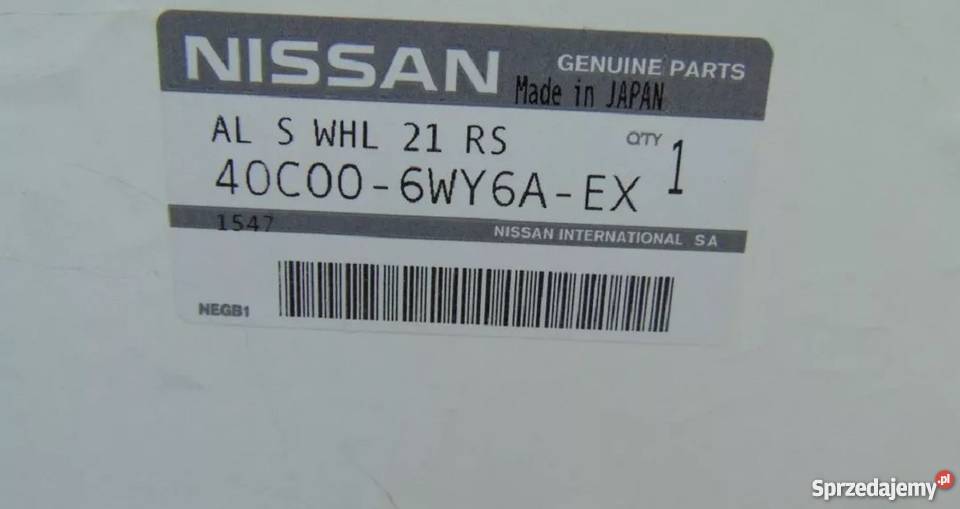 NISSAN GENUINE PARTS
Made in JAPAN
AL S WHL 21 RS QTY 1
40C00-6WY6A-EX
1547 NISSAN INTERNATIONAL SA
NEGB1
Sprzedajemy.pl